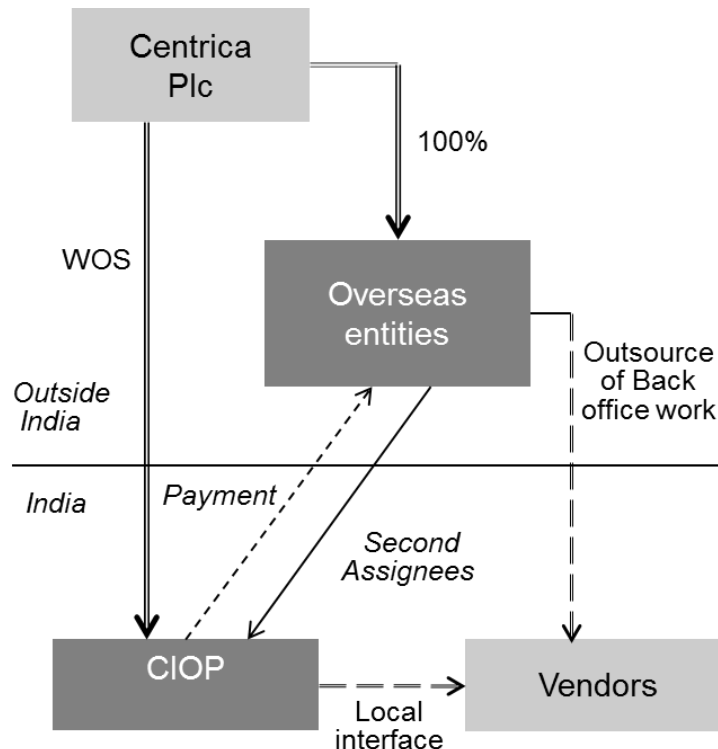 Centrica
Plc
100%
WOS
Overseas
entities
Outsource
of Back
office work
Outside
India
India
Payment
Second
Assignees
CIOP
Vendors
Local
interface